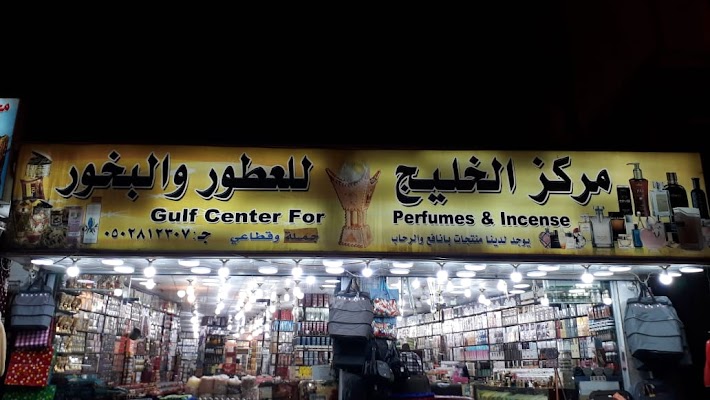 مركز الخليج للعطور والبخور
Gulf Center For Perfumes & Incense
يوجد لدينا منتجات بانافع والرحاب
جملة وقطاعي
ج: ٠٥٠٢٨١٢٣٠٧